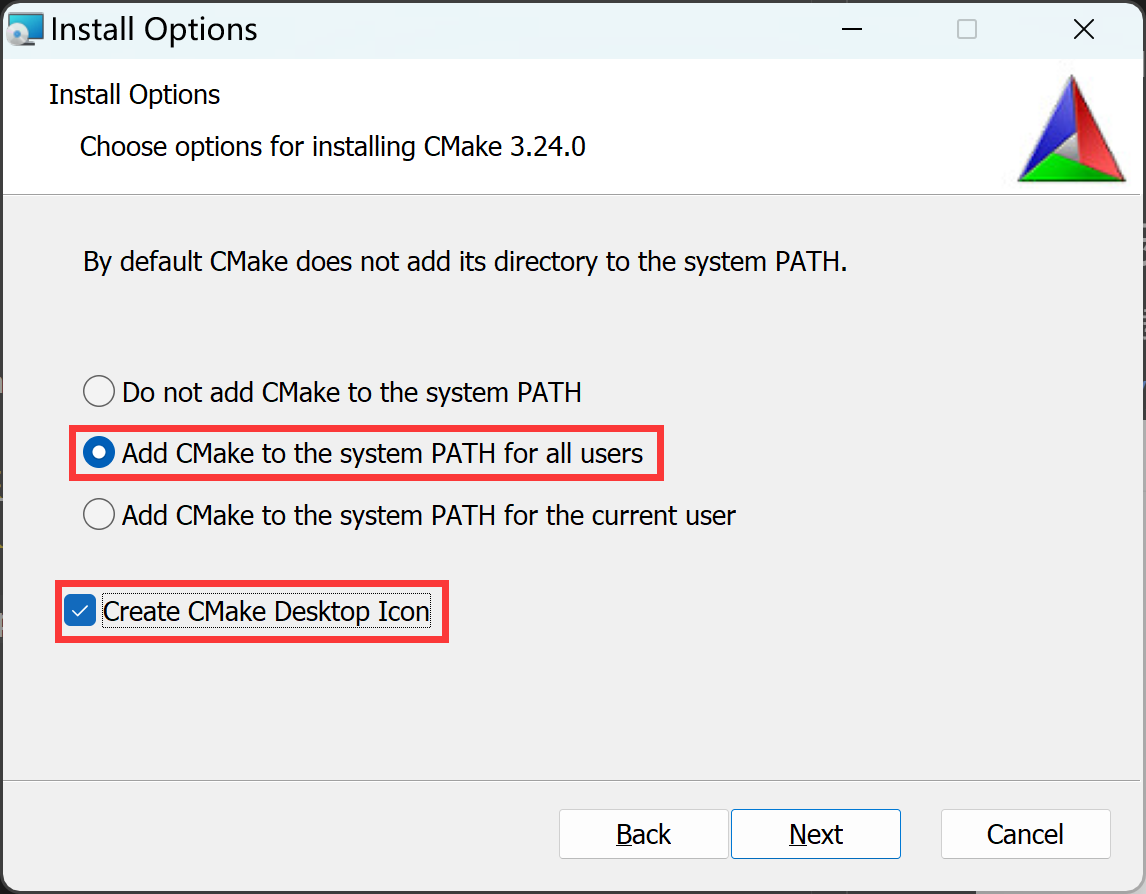 Install Options
Install Options
Choose options for installing CMake 3.24.0
By default CMake does not add its directory to the system PATH.
Do not add CMake to the system PATH
Add CMake to the system PATH for all users
Add CMake to the system PATH for the current user
Create CMake Desktop Icon
Back
Next
Cancel